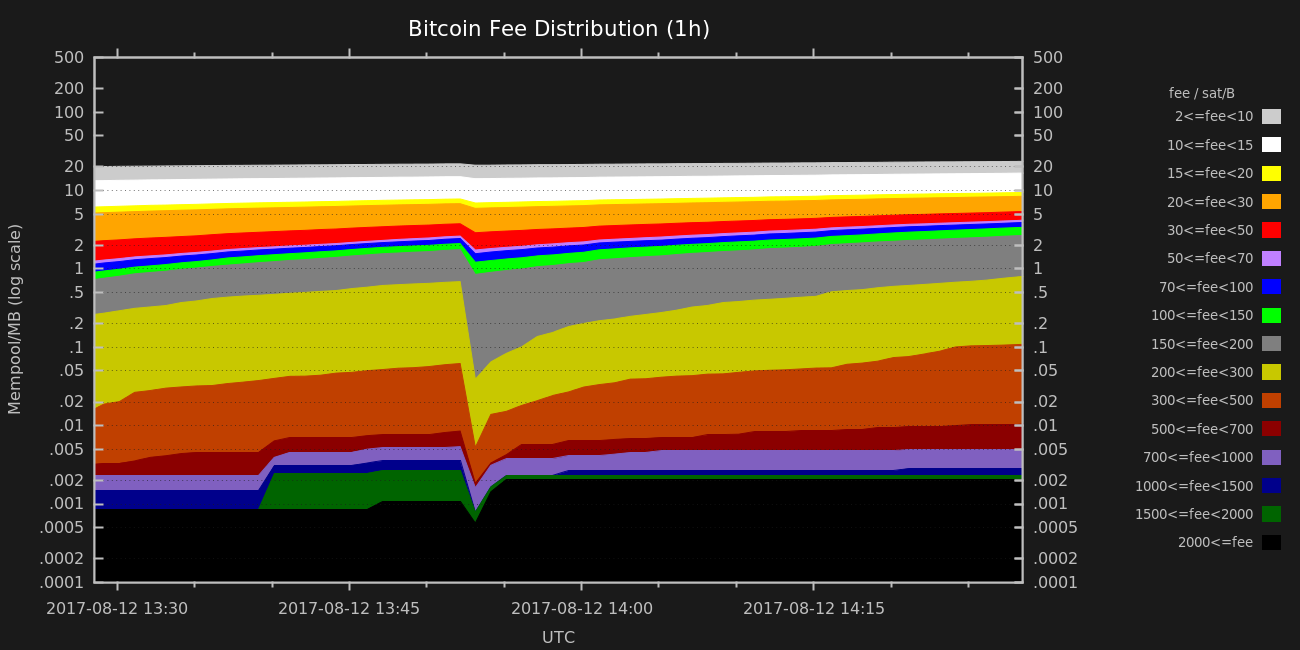 Bitcoin Fee Distribution (1h)
500
200
100
50
20
10
5
2
1
.5
.2
.1
.05
.02
.01
.005
.002
.001
.0005
.0002
.0001
Mempool/MB (log scale)
500
200
100
50
20
10
5
2
1
.5
.2
.1
.05
.02
.01
.005
.002
.001
.0005
.0002
.0001
fee / sat/B
2<=fee<10
10<=fee<15
15<=fee<20
20<=fee<30
30<=fee<50
50<=fee<70
70<=fee<100
100<=fee<150
150<=fee<200
200<=fee<300
300<=fee<500
500<=fee<700
700<=fee<1000
1000<=fee<1500
1500<=fee<2000
2000<=fee
2017-08-12 13:30 2017-08-12 13:45 2017-08-12 14:00 2017-08-12 14:15
UTC